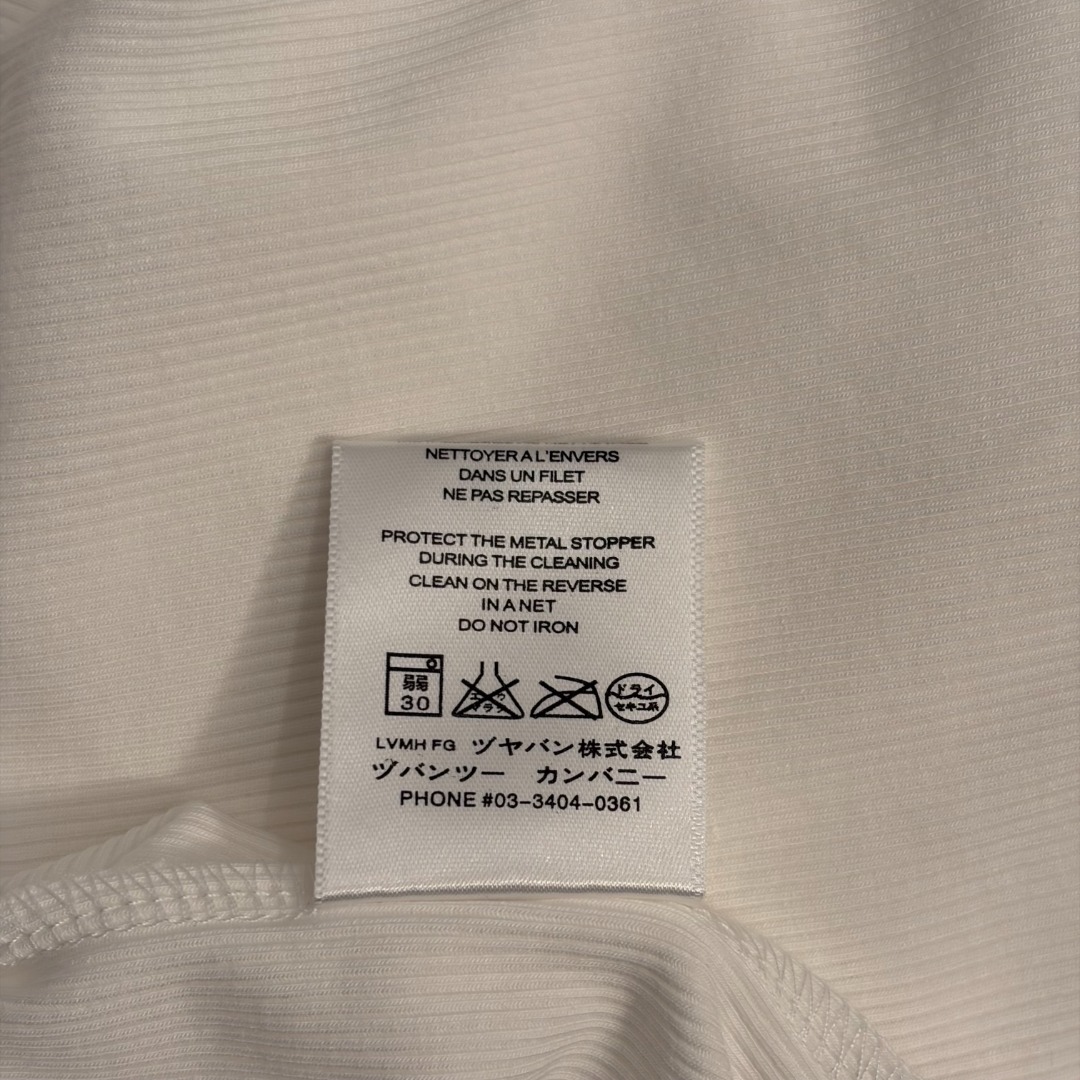 NETTOYER A L'ENVERS
DANS UN FILET
NE PAS REPASSER
PROTECT THE METAL STOPPER
DURING THE CLEANING
CLEAN ON THE REVERSE
IN A NET
DO NOT IRON
弱
30
ドライ
セキユ系
LVMH FG ヅヤバン株式会社
ヅバンツー カンバニー
PHONE #03-3404-0361